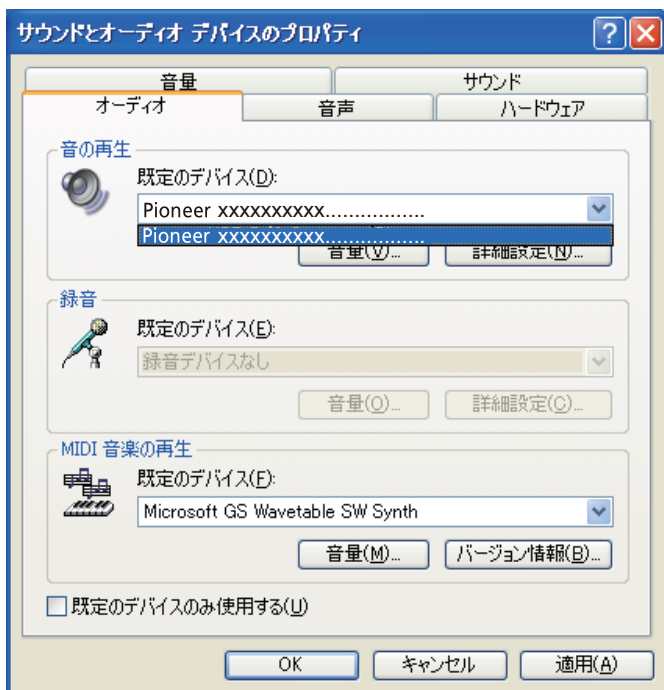 サウンドとオーディオ デバイスのプロパティ
音量 サウンド
オーディオ 音声 ハードウェア
音の再生
既定のデバイス(D):
Pioneer xxxxxxxxxx.................
Pioneer xxxxxxxxxx.................
音量(V)... 詳細設定(N)...
録音
既定のデバイス(E):
録音デバイスなし
音量(O)... 詳細設定(C)...
MIDI 音楽の再生
既定のデバイス(F):
Microsoft GS Wavetable SW Synth
音量(M)... バージョン情報(B)...
既定のデバイスのみ使用する(U)
OK キャンセル 適用(A)